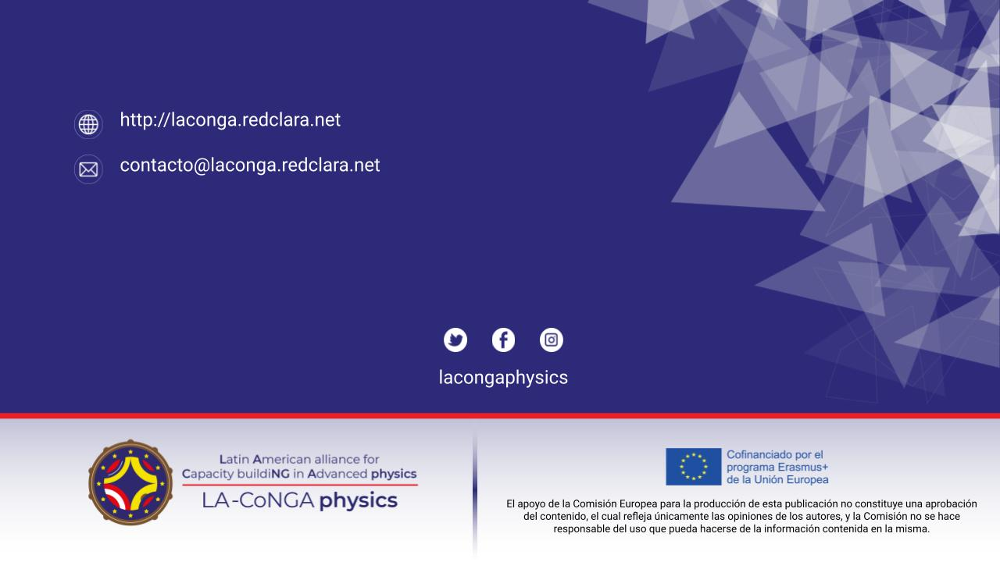 http://laconga.redclara.net
contacto@laconga.redclara.net
lacongaphysics
Latin American alliance for
Capacity buildiNG in Advanced physics
LA-CoNGA physics
Cofinanciado por el
programa Erasmus+
de la Unión Europea
El apoyo de la Comisión Europea para la producción de esta publicación no constituye una aprobación
del contenido, el cual refleja únicamente las opiniones de los autores, y la Comisión no se hace
responsable del uso que pueda hacerse de la información contenida en la misma.